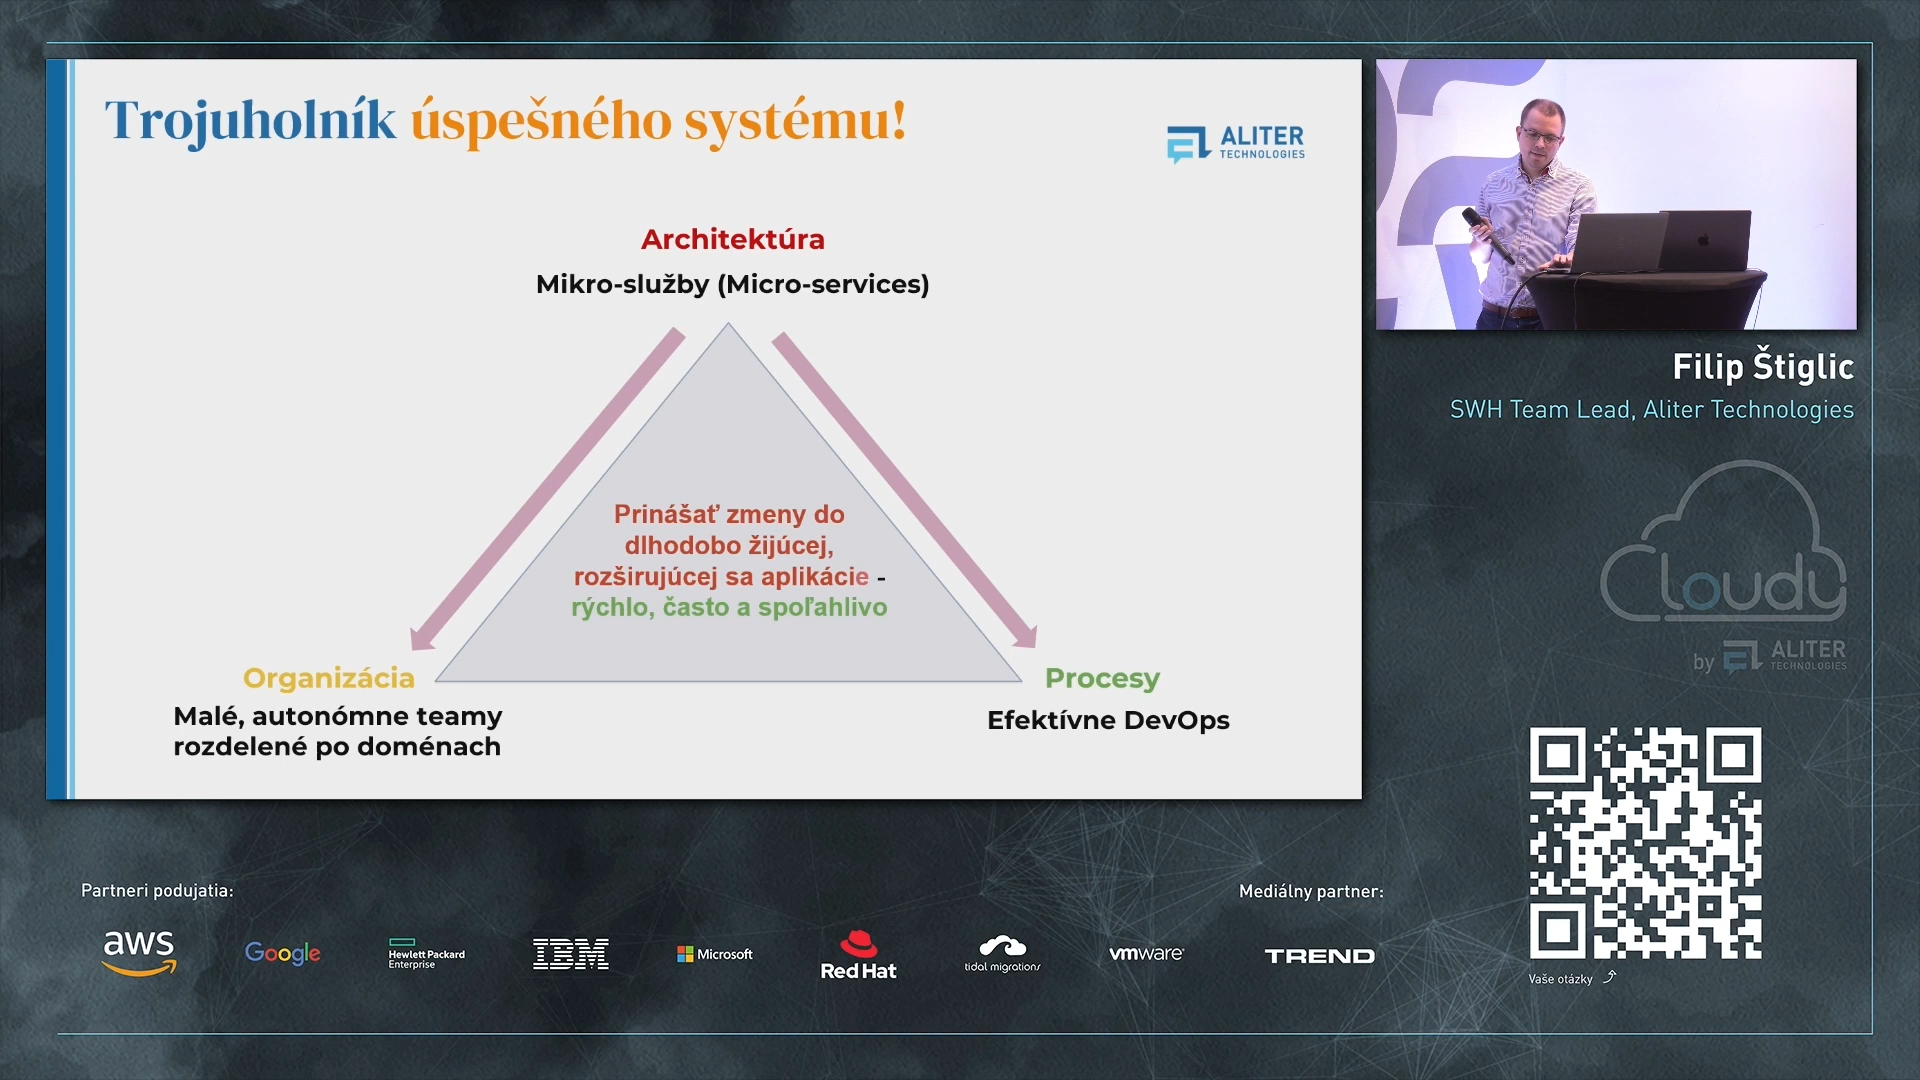 Trojuholník úspešného systému!
ALITER
TECHNOLOGIES
Architektúra
Mikro-služby (Micro-services)
Prinášať zmeny do
dlhodobo žijúcej,
rozširujúcej sa aplikácie -
rýchlo, často a spoľahlivo
Organizácia
Malé, autonómne teamy
rozdelené po doménach
Procesy
Efektívne DevOps
Filip Štiglic
SWH Team Lead, Aliter Technologies
Cloudy
by ALITER
TECHNOLOGIES
Partneri podujatia:
aws
Google
Hewlett Packard
Enterprise
IBM
Microsoft
Red Hat
tidal migrations
vmware
Mediálny partner:
TREND
Vaše otázky